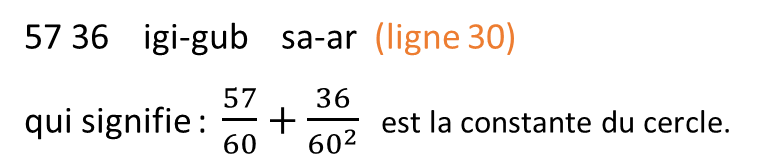 57 36 igi-gub sa-ar (ligne 30)
qui signifie : 57/60 + 36/60² est la constante du cercle.